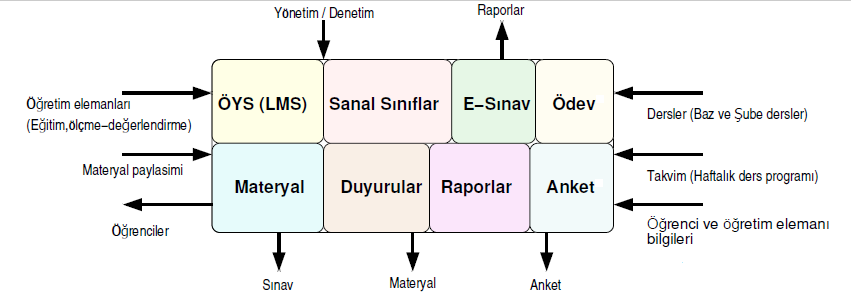 Yönetim / Denetim
Raporlar
ÖYS (LMS)
Sanal Sınıflar
E–Sınav
Ödev
Öğretim elemanları
(Eğitim,ölçme–değerlendirme)
Dersler (Baz ve Şube dersler)
Materyal paylasimi
Takvim (Haftalık ders programı)
Materyal
Duyurular
Raporlar
Anket
Öğrenciler
Öğrenci ve öğretim elemanı
bilgileri
Sınav
Materyal
Anket